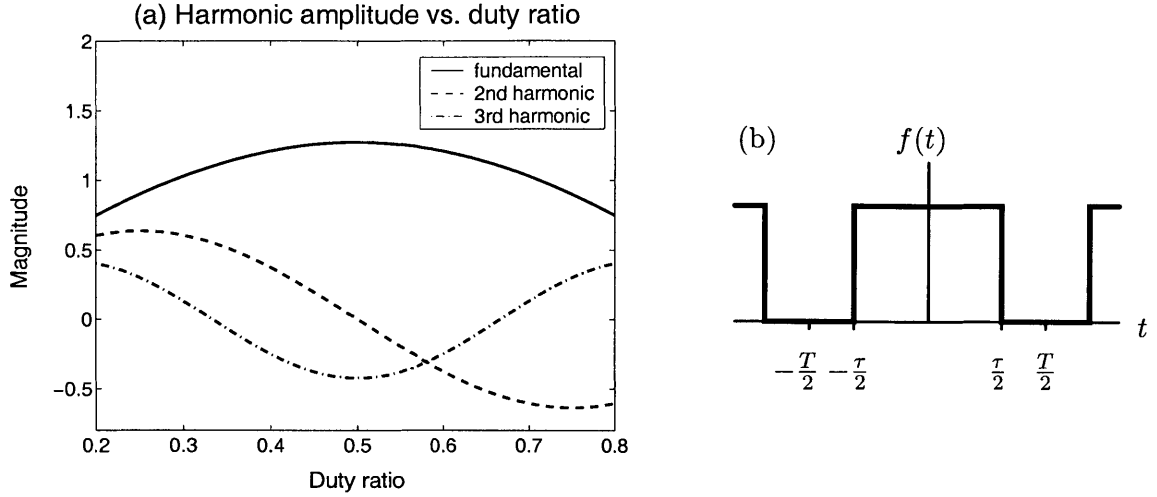 (a) Harmonic amplitude vs. duty ratio
2
1.5
1
0.5
0
−0.5
Magnitude
fundamental
2nd harmonic
3rd harmonic
0.2 0.3 0.4 0.5 0.6 0.7 0.8
Duty ratio
(b)
f(t)
t
−T/2 −τ/2 τ/2 T/2